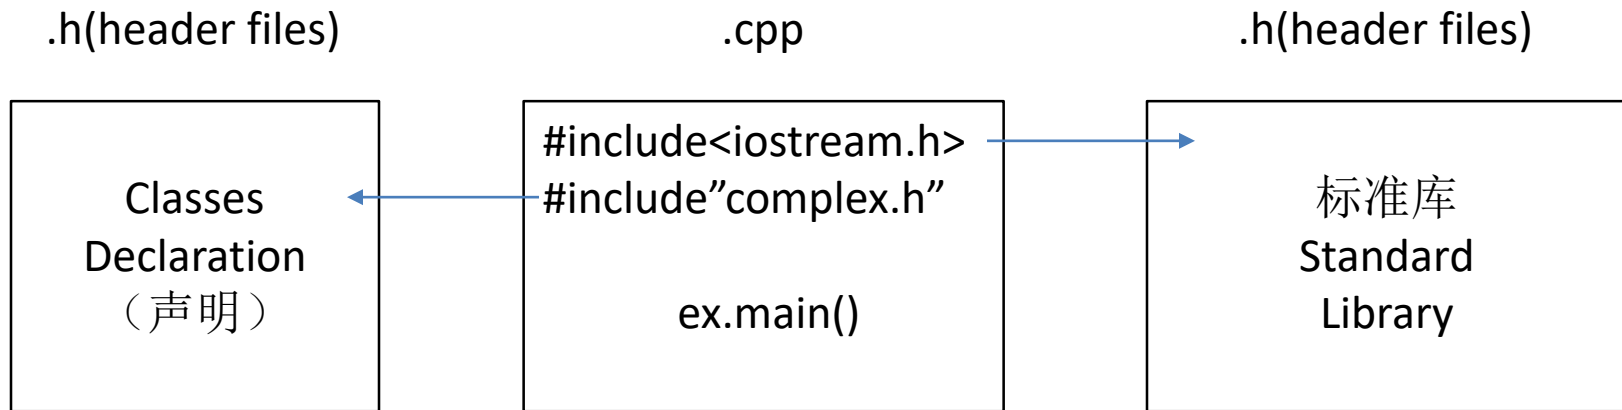 .h(header files)
.cpp
.h(header files)
Classes
Declaration
（声明）
#include<iostream.h>
#include”complex.h”
ex.main()
标准库
Standard
Library